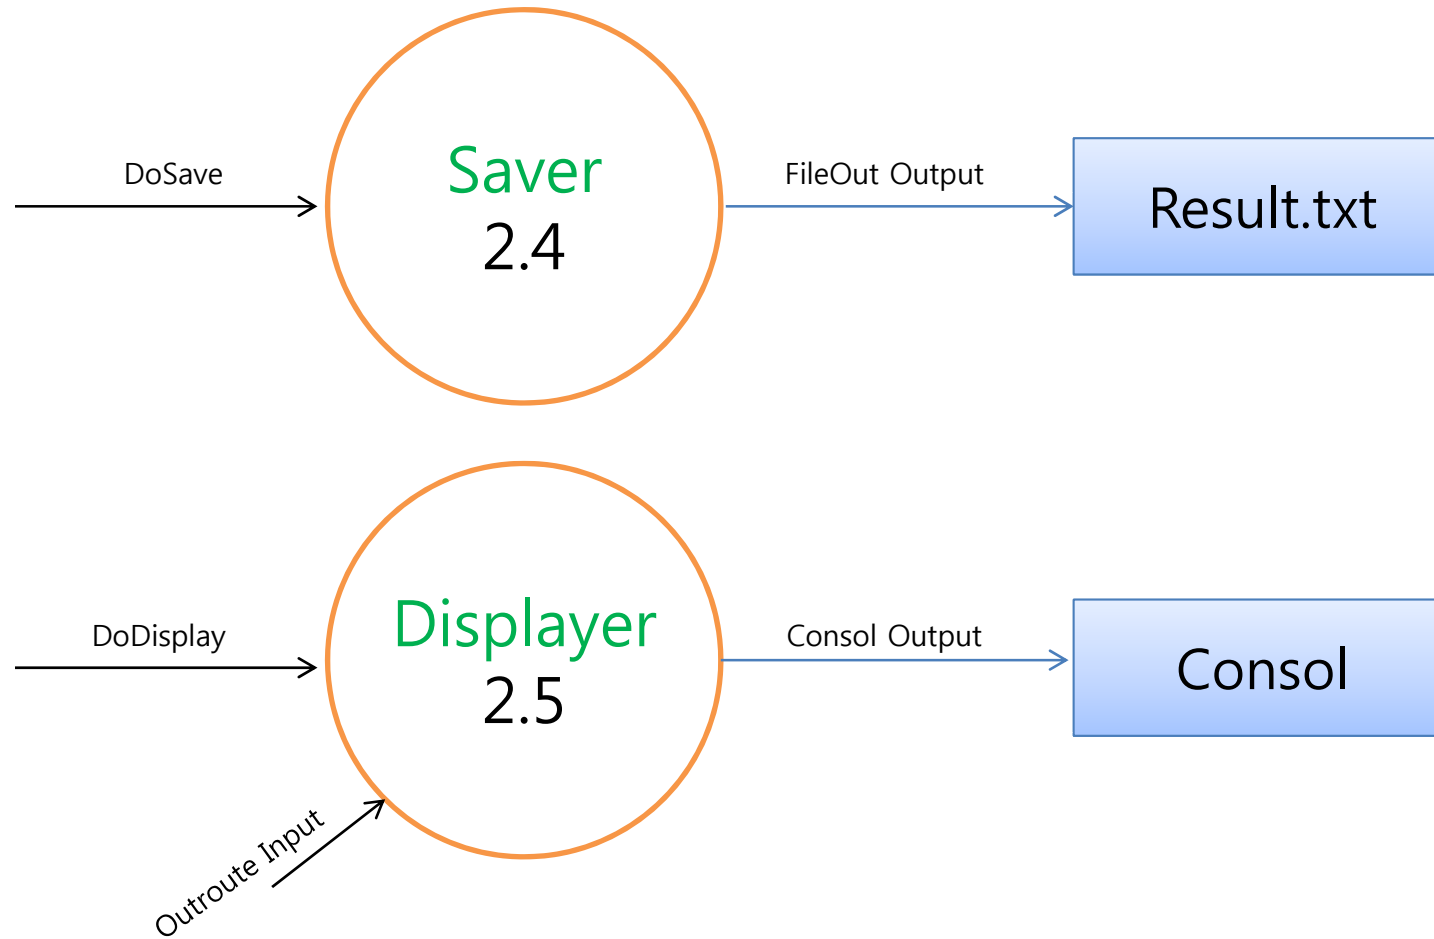 DoSave
Saver
2.4
FileOut Output
Result.txt
DoDisplay
Displayer
2.5
Consol Output
Consol
Outroute Input